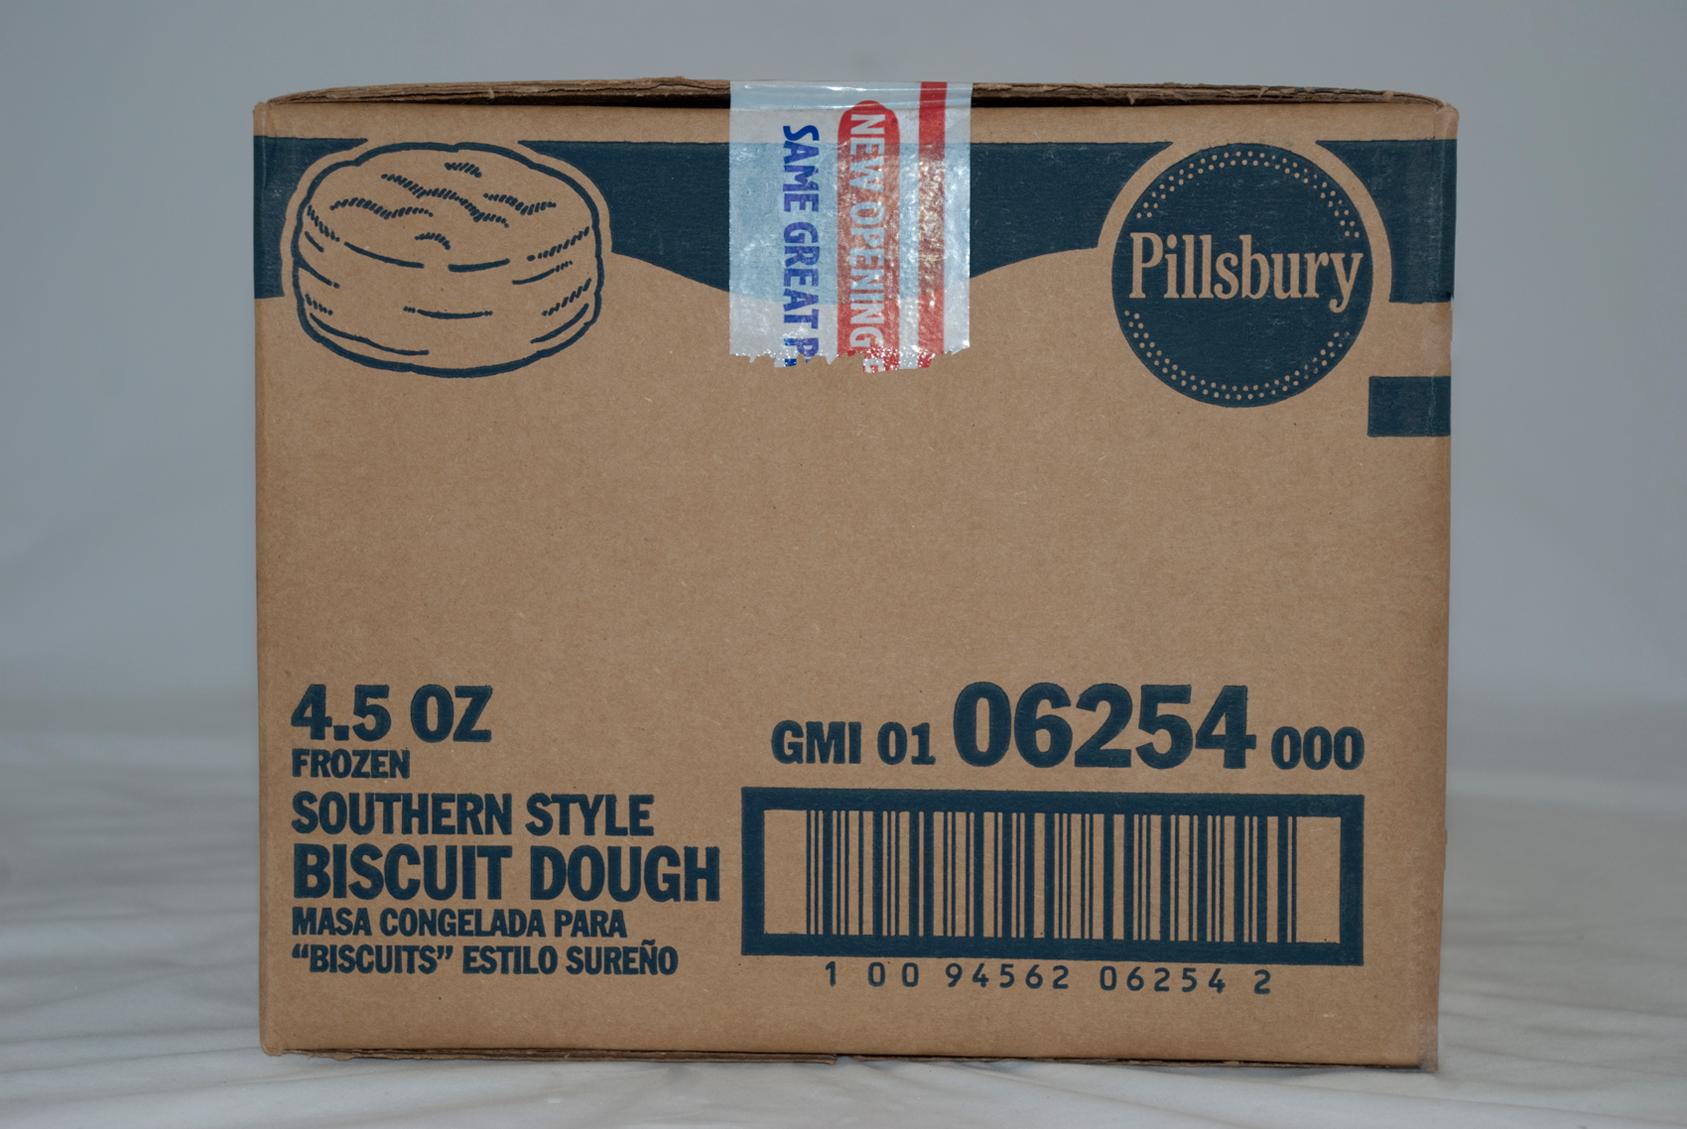 SAME GREAT
NEW OPENING
Pillsbury
4.5 OZ
FROZEN
SOUTHERN STYLE
BISCUIT DOUGH
MASA CONGELADA PARA
“BISCUITS” ESTILO SUREÑO
GMI 01 06254 000
1 00 94562 06254 2